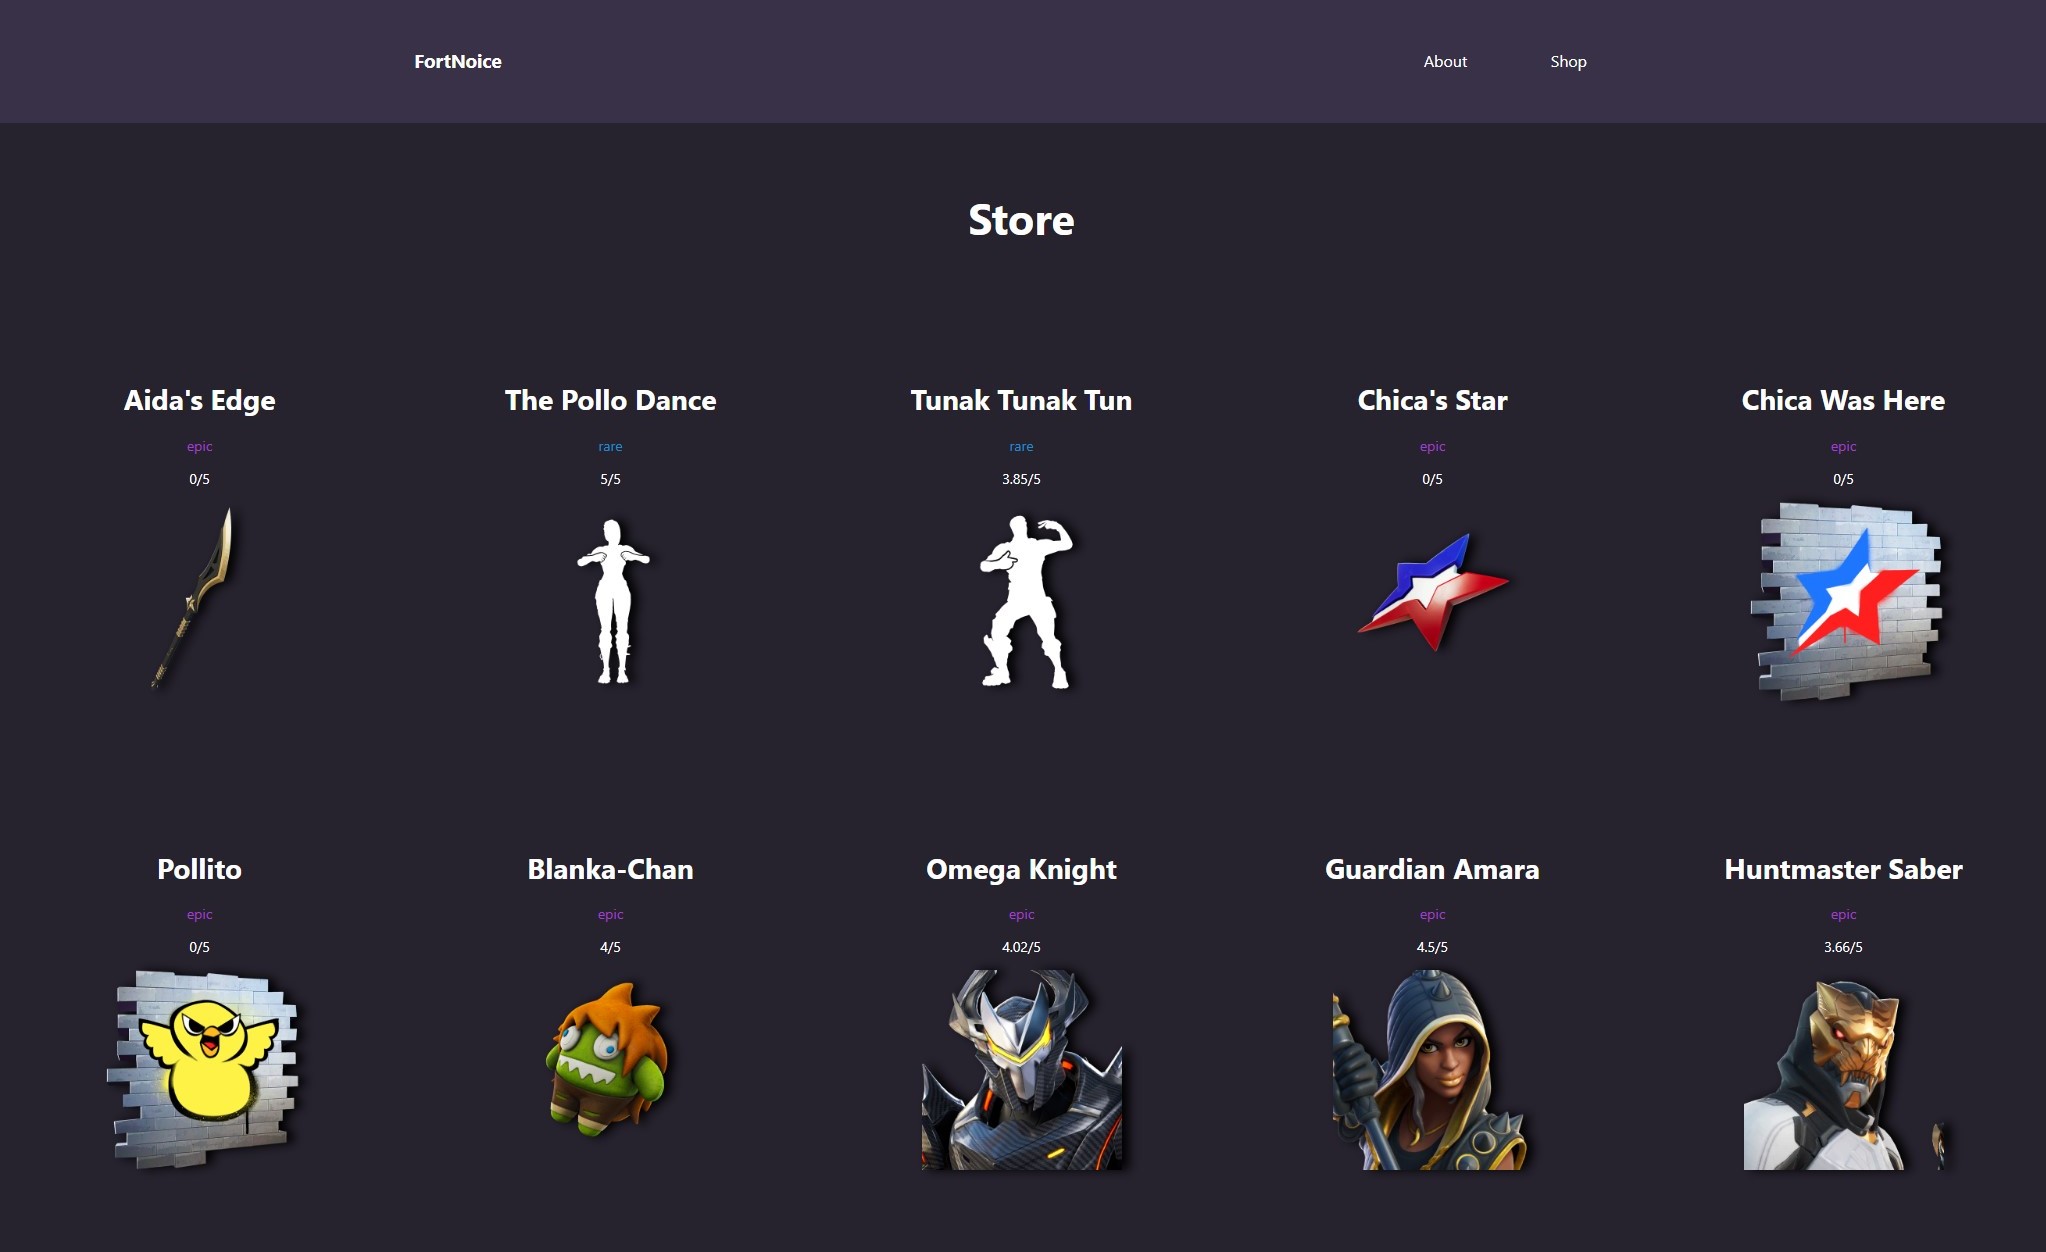 FortNoice About Shop
Store
Aida's Edge The Pollo Dance Tunak Tunak Tun Chica's Star Chica Was Here
epic rare rare epic epic
0/5 5/5 3.85/5 0/5 0/5
Pollito Blanka-Chan Omega Knight Guardian Amara Huntmaster Saber
epic epic epic epic epic
0/5 4/5 4.02/5 4.5/5 3.66/5